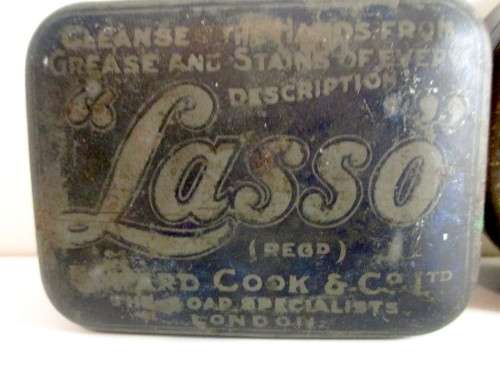 CLEANSE THE HANDS FROM
GREASE AND STAINS OF EVERY
DESCRIPTION
"Lasso"
(REGD)
EDWARD COOK & CO. LTD
THE SOAP SPECIALISTS
LONDON